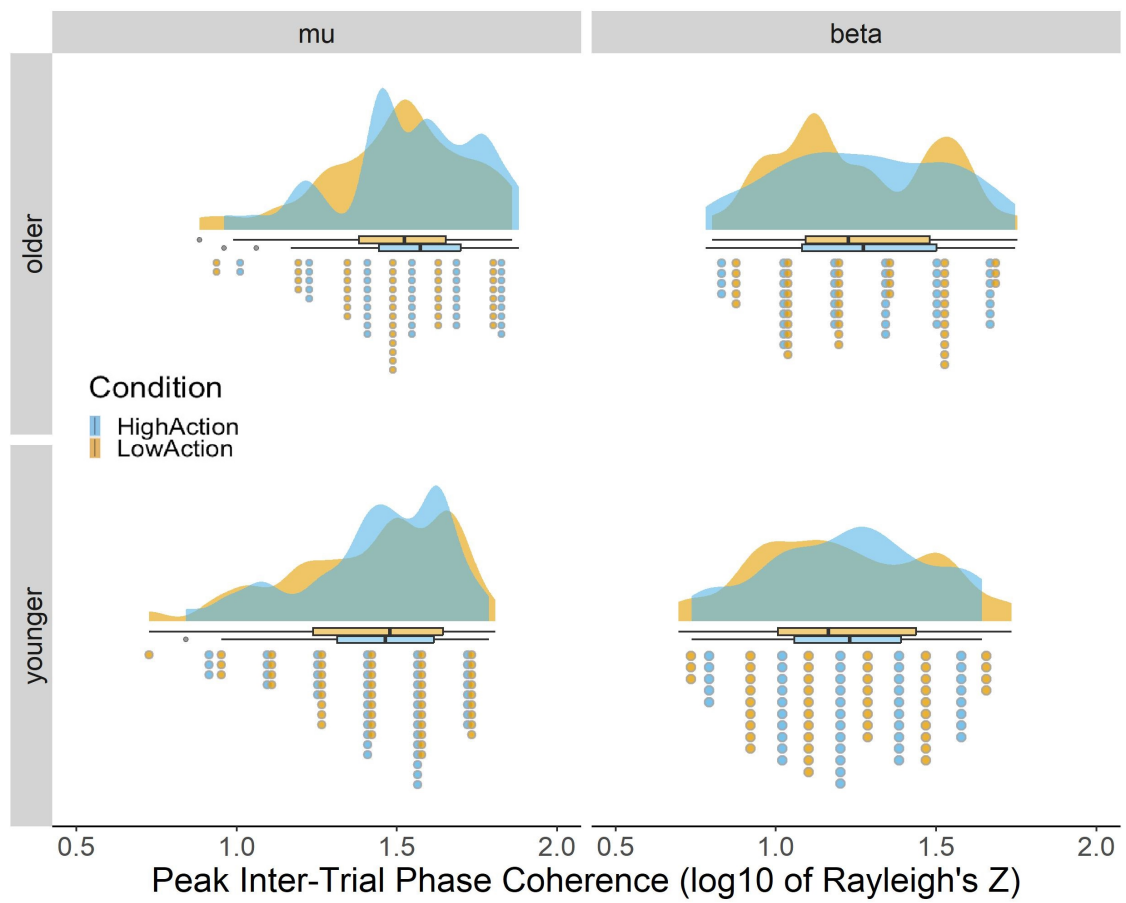 mu
beta
older
Condition
HighAction
LowAction
younger
0.5 1.0 1.5 2.0
0.5 1.0 1.5 2.0
Peak Inter-Trial Phase Coherence (log10 of Rayleigh's Z)